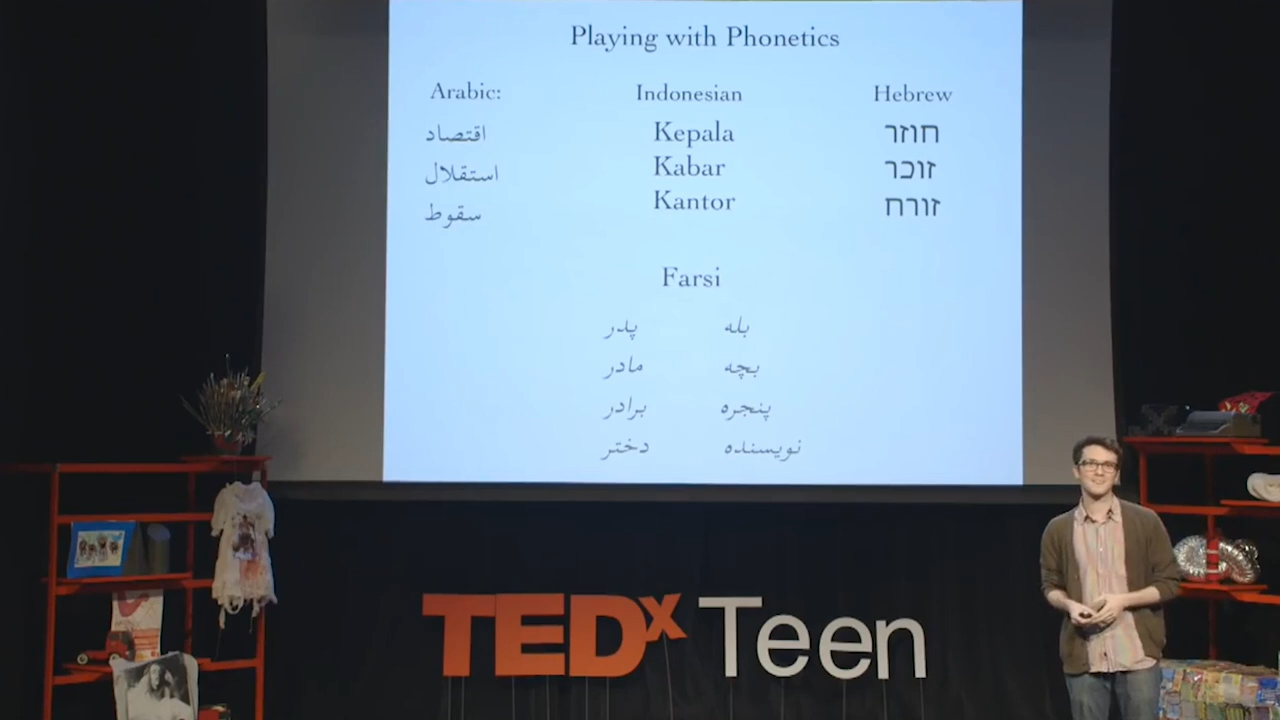 Playing with Phonetics
Arabic:
اقتصاد
استقلال
سقوط
Indonesian
Kepala
Kabar
Kantor
Hebrew
חוזר
זוכר
זורח
Farsi
پدر
مادر
برادر
دختر
بله
بچه
پنجره
نویسنده
TEDx Teen